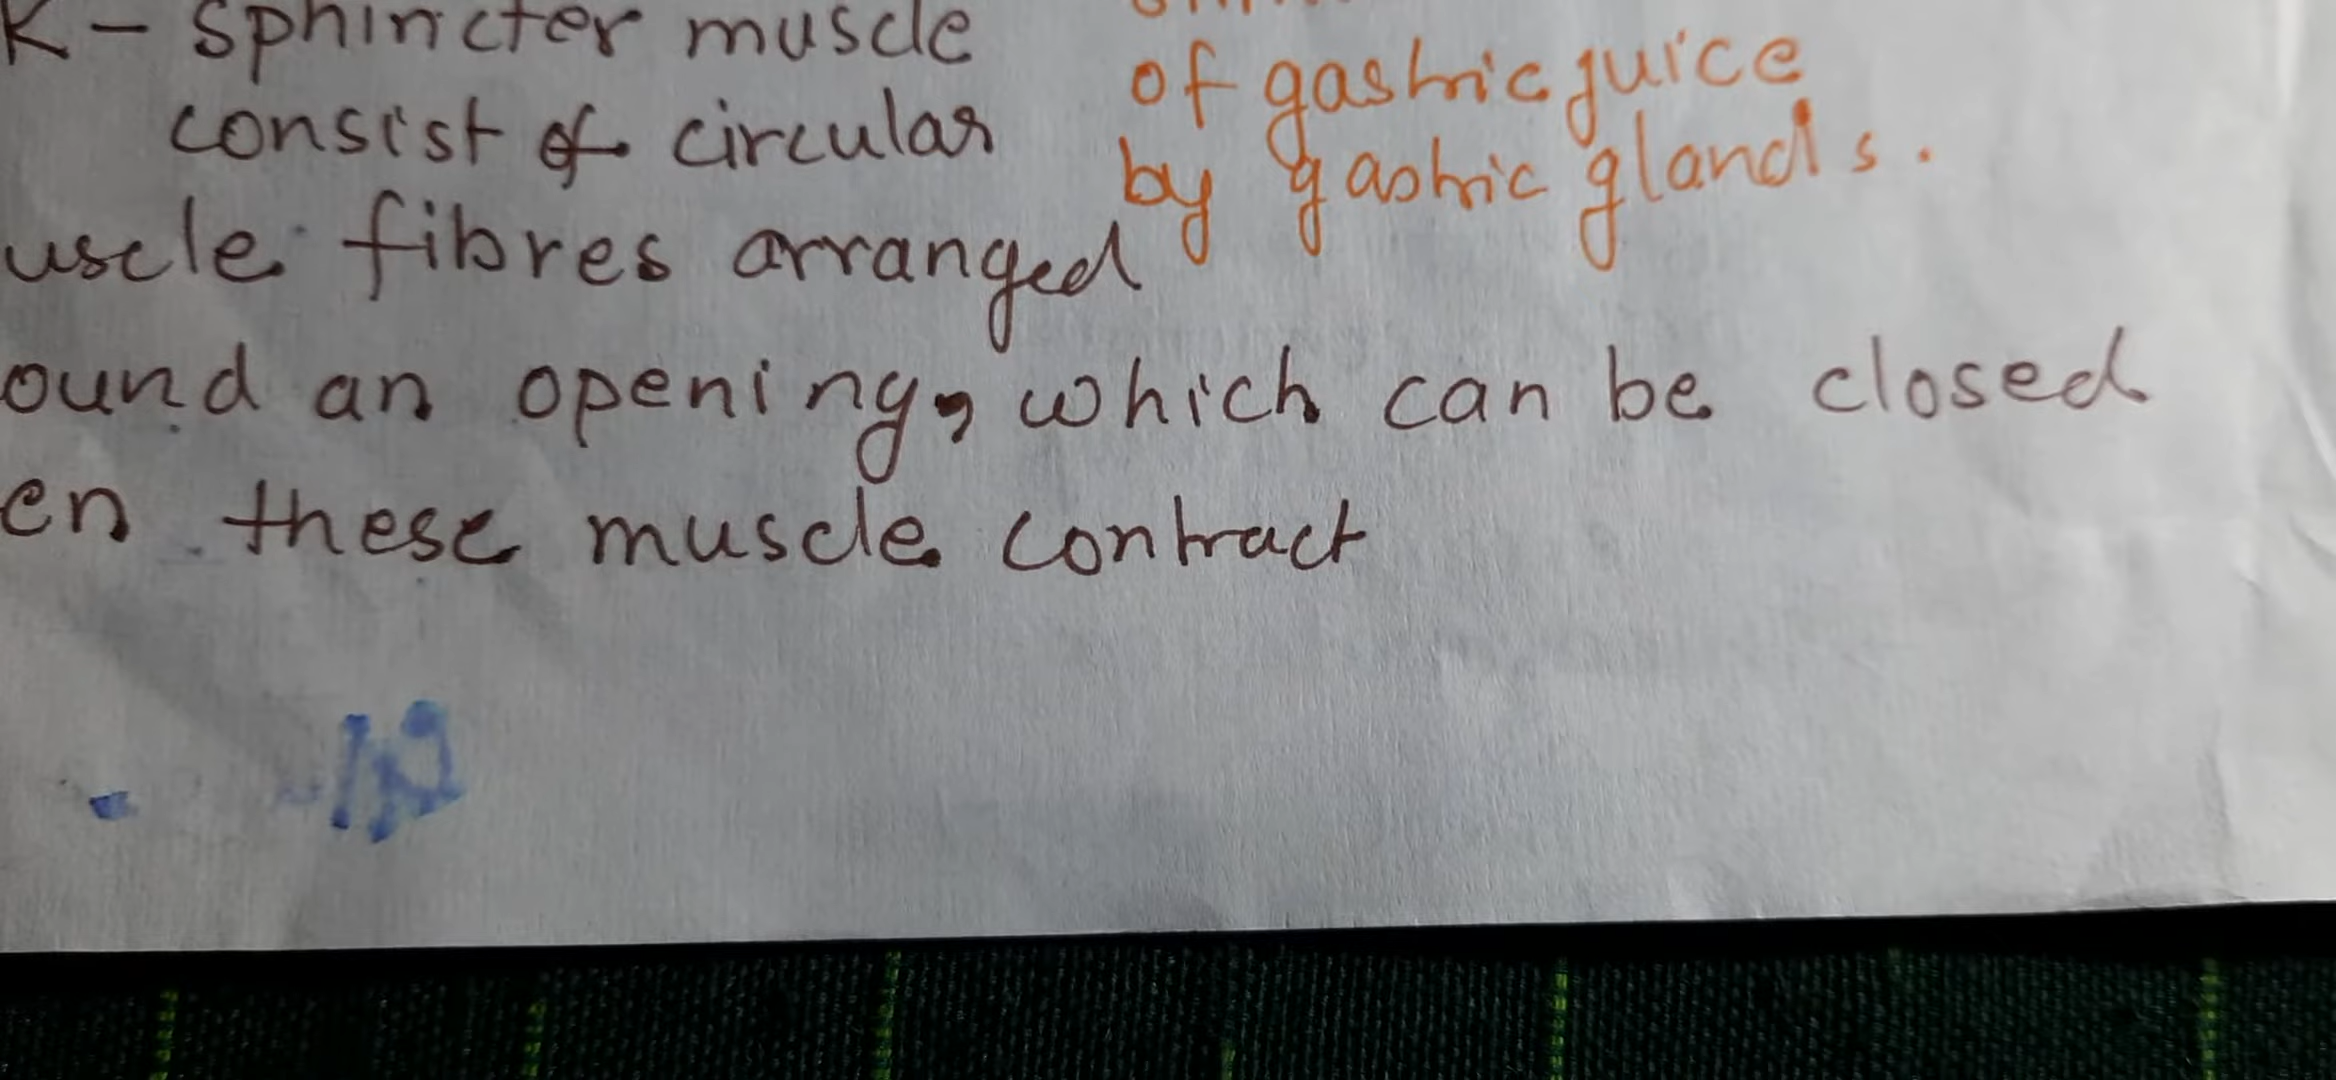 K - Sphincter muscle
consist of circular
uscle fibres arranged
ound an opening, which can be closed
en these muscle contract
of gastric juice
by gastric glands.